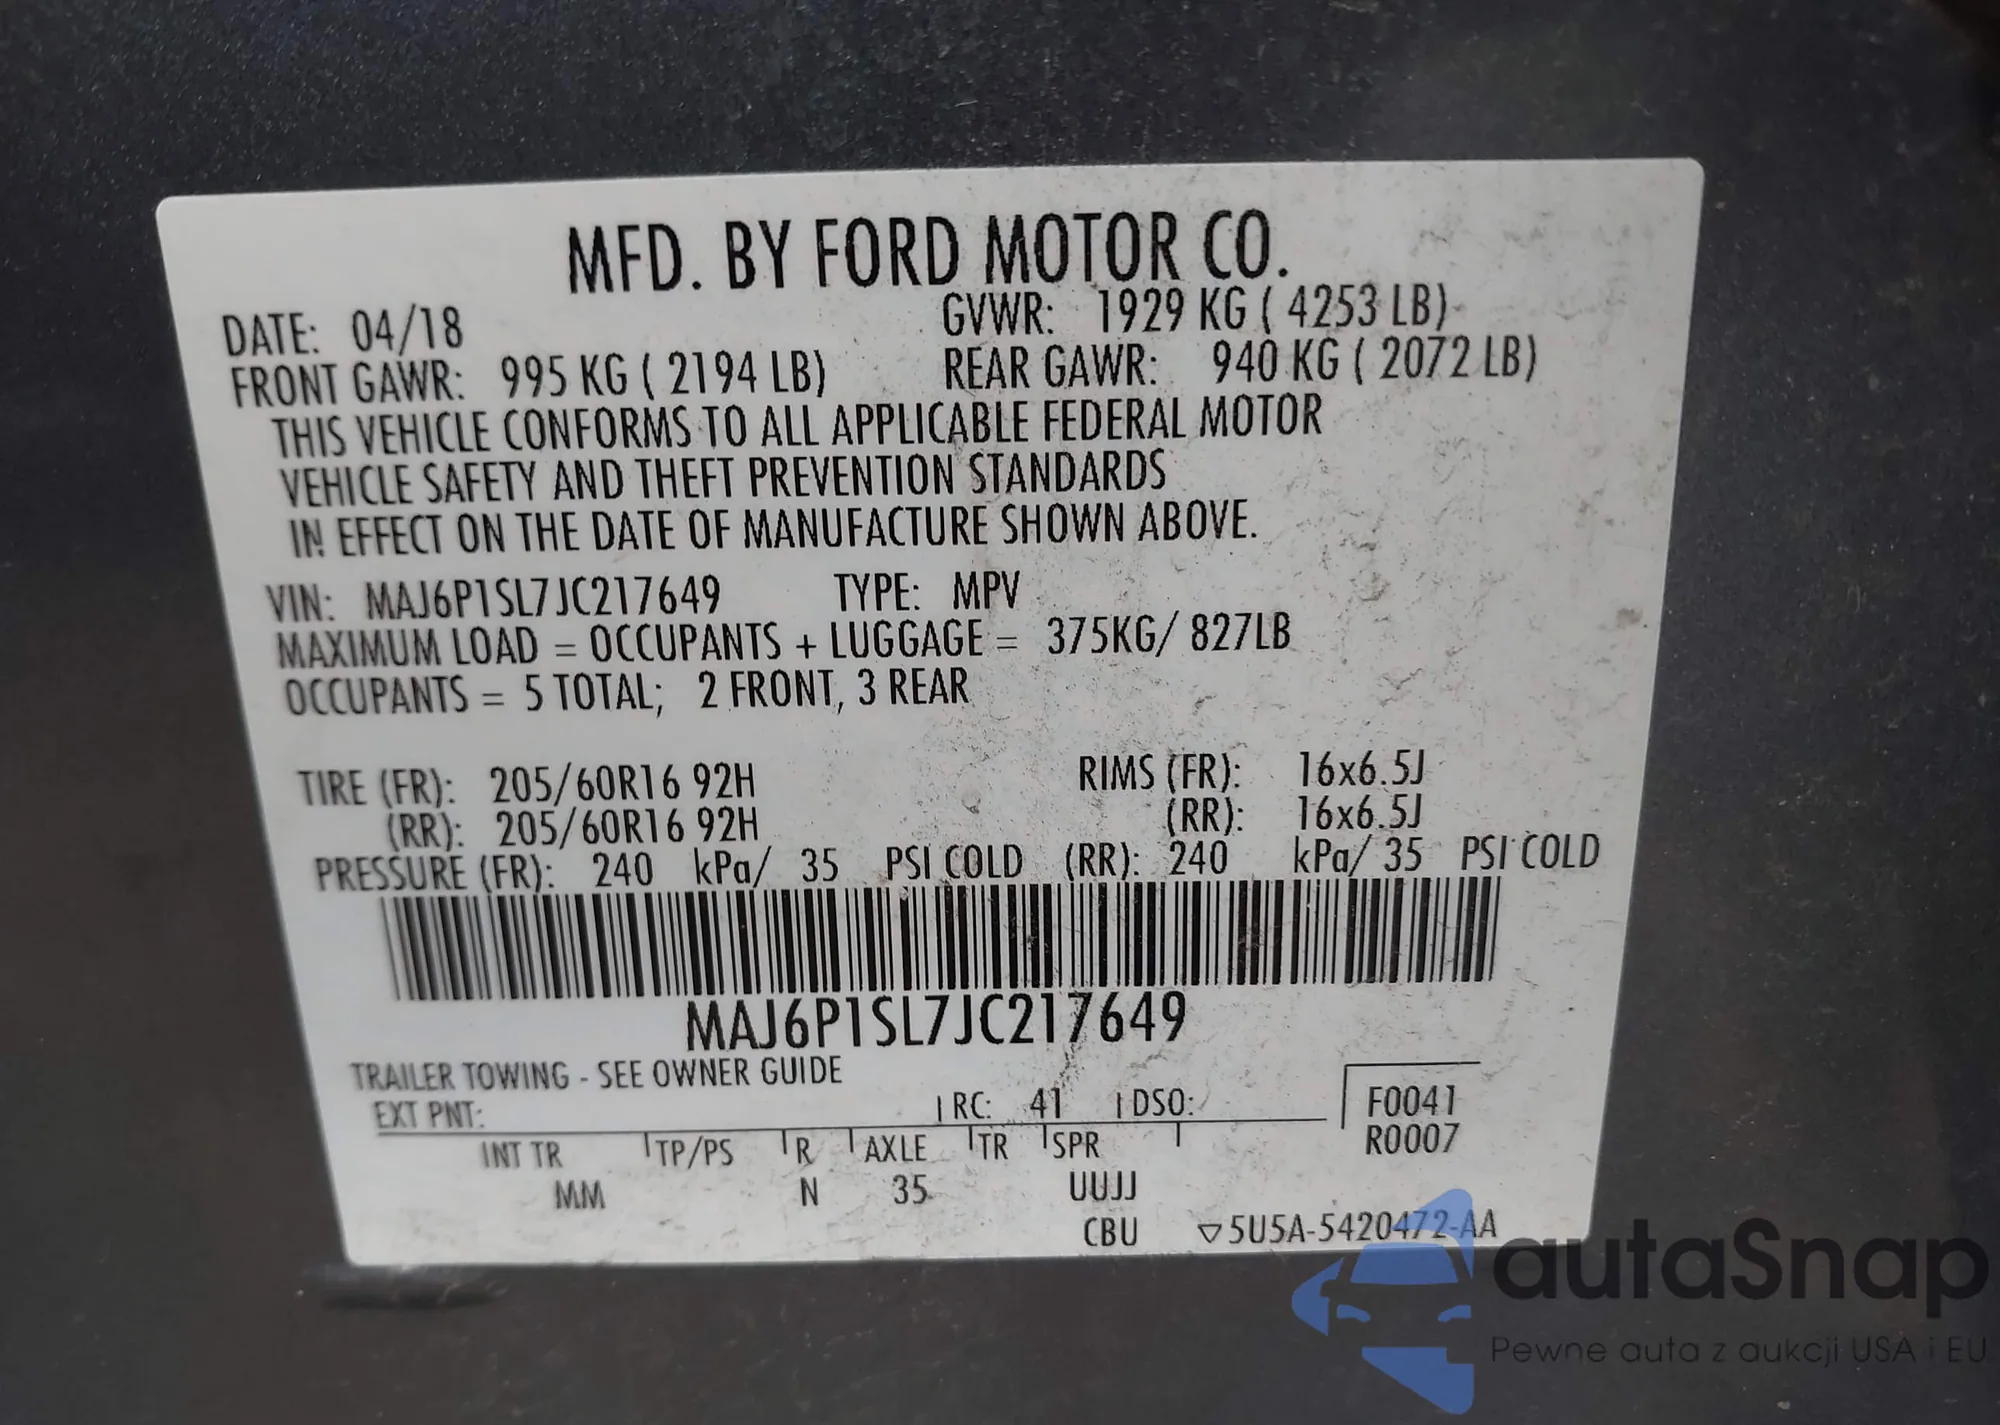 MFD. BY FORD MOTOR CO.
DATE: 04/18 GVWR: 1929 KG ( 4253 LB)
FRONT GAWR: 995 KG ( 2194 LB) REAR GAWR: 940 KG ( 2072 LB)
THIS VEHICLE CONFORMS TO ALL APPLICABLE FEDERAL MOTOR
VEHICLE SAFETY AND THEFT PREVENTION STANDARDS
IN EFFECT ON THE DATE OF MANUFACTURE SHOWN ABOVE.
VIN: MAJ6P1SL7JC217649 TYPE: MPV
MAXIMUM LOAD = OCCUPANTS + LUGGAGE = 375KG/ 827LB
OCCUPANTS = 5 TOTAL; 2 FRONT, 3 REAR
TIRE (FR): 205/60R16 92H RIMS (FR): 16x6.5J
(RR): 205/60R16 92H (RR): 16x6.5J
PRESSURE (FR): 240 kPa/ 35 PSI COLD (RR): 240 kPa/ 35 PSI COLD
MAJ6P1SL7JC217649
TRAILER TOWING - SEE OWNER GUIDE
EXT PNT: RC: 41 DSO: F0041
INT TR TP/PS R AXLE TR SPR R0007
MM N 35 UUJJ
CBU ▽5U5A-5420472-AA
autaSnap
Pewne auta z aukcji USA i EU